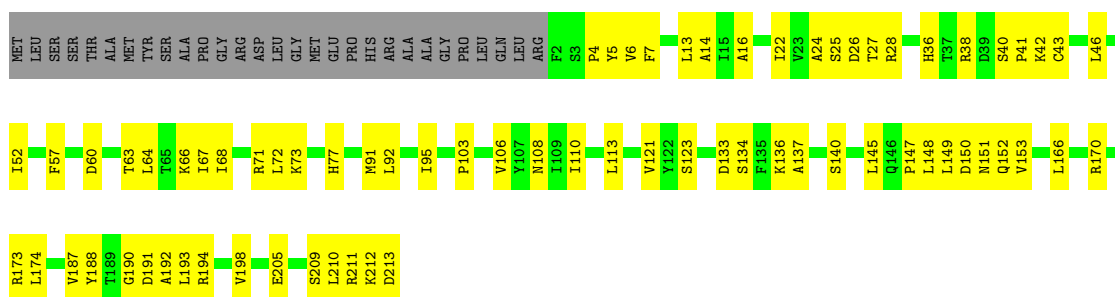 MET LEU SER SER THR ALA MET TYR SER ALA PRO GLY ARG ASP LEU GLY MET GLU PRO HIS ARG ALA ALA GLY PRO LEU GLN LEU ARG F2 S3 P4 Y5 V6 F7 L13 A14 I15 A16 I22 V23 A24 S25 D26 T27 R28 H36 T37 R38 D39 S40 P41 K42 C43 L46
I52 F57 D60 T63 L64 T65 K66 I67 I68 R71 L72 K73 H77 M91 L92 I95 P103 V106 Y107 N108 I109 I110 L113 V121 Y122 S123 D133 S134 F135 K136 A137 S140 L145 Q146 P147 L148 L149 D150 N151 Q152 V153 L166 R170
R173 L174 V187 Y188 T189 G190 D191 A192 L193 R194 V198 E205 S209 L210 R211 K212 D213